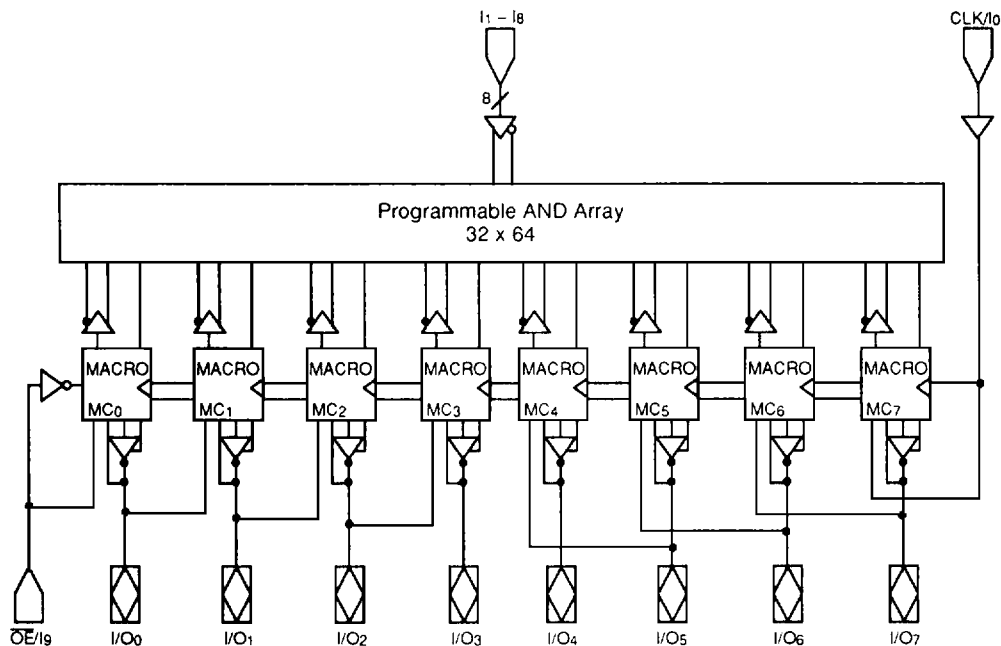 I1 – I8
CLK/I0
8
Programmable AND Array
32 x 64
MACRO MACRO MACRO MACRO MACRO MACRO MACRO MACRO
MC0 MC1 MC2 MC3 MC4 MC5 MC6 MC7
O̅E̅/I9 I/O0 I/O1 I/O2 I/O3 I/O4 I/O5 I/O6 I/O7